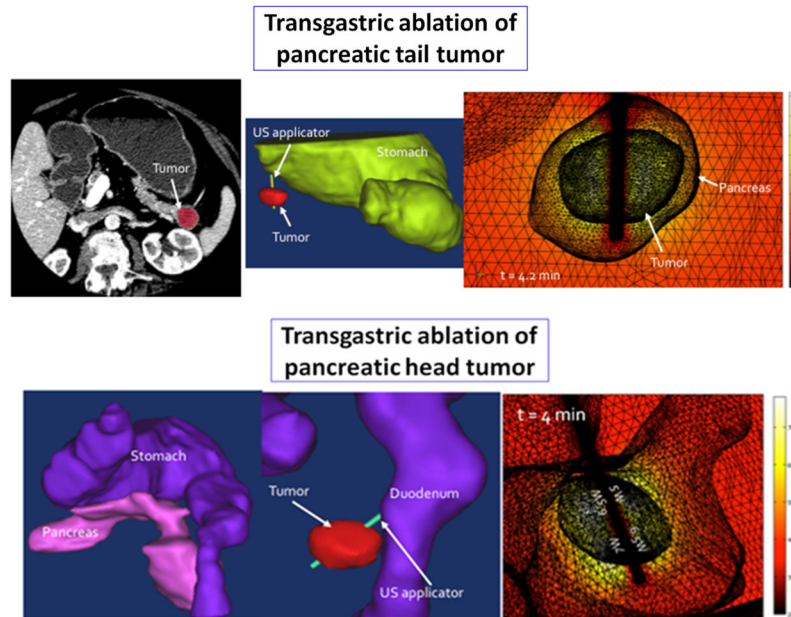 Transgastric ablation of
pancreatic tail tumor
Tumor
US applicator
Stomach
Tumor
Pancreas
Tumor
t = 4.2 min
Transgastric ablation of
pancreatic head tumor
Stomach
Pancreas
Tumor
Duodenum
US applicator
t = 4 min
5W